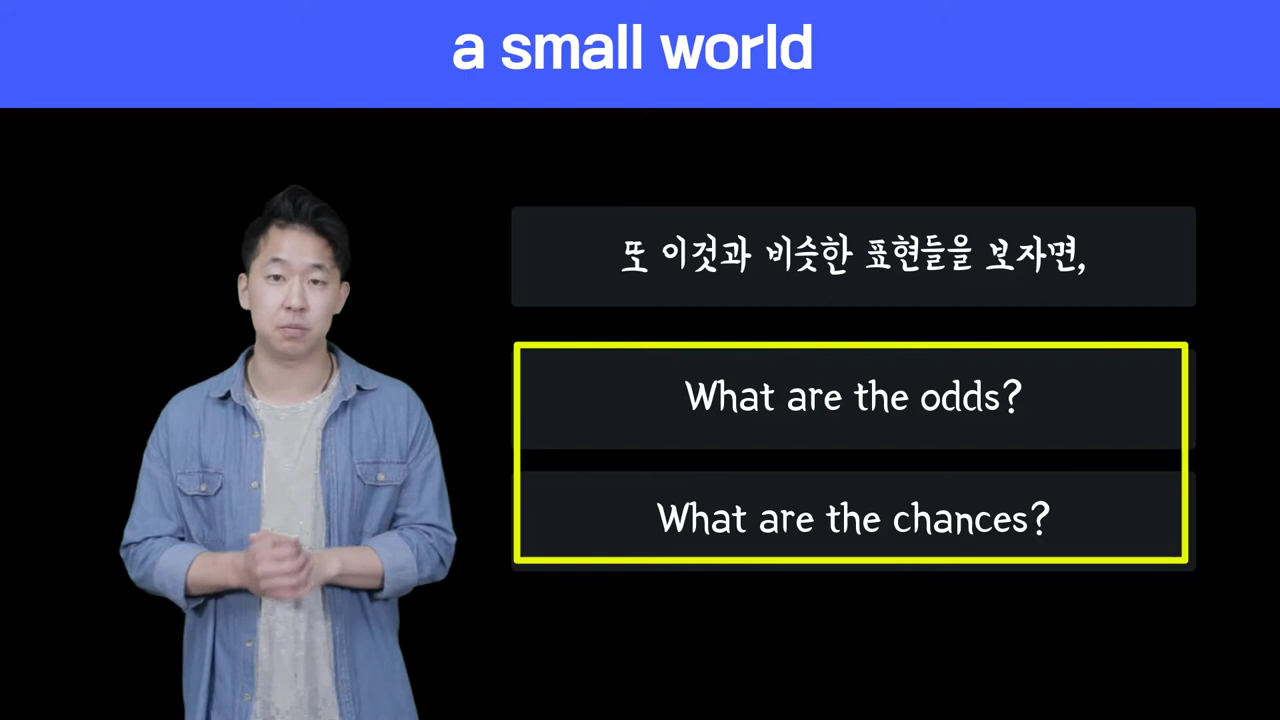 a small world
또 이것과 비슷한 표현들을 보자면,
What are the odds?
What are the chances?